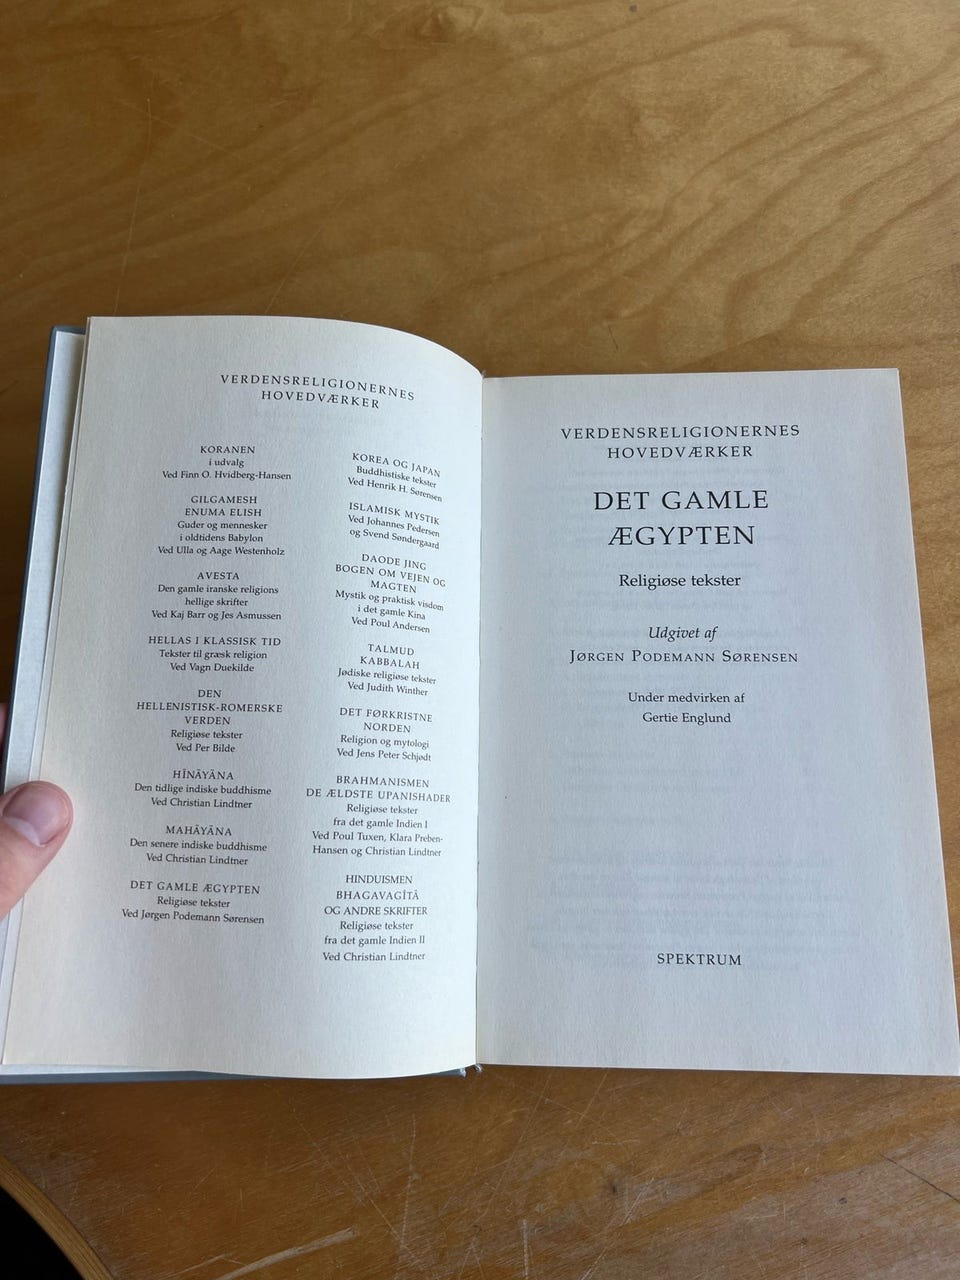 VERDENSRELIGIONERNES
HOVEDVÆRKER
KORANEN
i udvalg
Ved Finn O. Hvidberg-Hansen
GILGAMESH
ENUMA ELISH
Guder og mennesker
i oldtidens Babylon
Ved Ulla og Aage Westenholz
AVESTA
Den gamle iranske religions
hellige skrifter
Ved Kaj Barr og Jes Asmussen
HELLAS I KLASSISK TID
Tekster til græsk religion
Ved Vagn Duekilde
DEN
HELLENISTISK-ROMERSKE
VERDEN
Religiøse tekster
Ved Per Bilde
HĪNĀYĀNA
Den tidlige indiske buddhisme
Ved Christian Lindtner
MAHĀYĀNA
Den senere indiske buddhisme
Ved Christian Lindtner
DET GAMLE ÆGYPTEN
Religiøse tekster
Ved Jørgen Podemann Sørensen
KOREA OG JAPAN
Buddhistiske tekster
Ved Henrik H. Sørensen
ISLAMISK MYSTIK
Ved Johannes Pedersen
og Svend Søndergaard
DAODE JING
BOGEN OM VEJEN OG
MAGTEN
Mystik og praktisk visdom
i det gamle Kina
Ved Poul Andersen
TALMUD
KABBALAH
Jødiske religiøse tekster
Ved Judith Winther
DET FØRKRISTNE
NORDEN
Religion og mytologi
Ved Jens Peter Schjødt
BRAHMANISMEN
DE ÆLDSTE UPANISHADER
Religiøse tekster
fra det gamle Indien I
Ved Poul Tuxen, Klara Preben-
Hansen og Christian Lindtner
HINDUISMEN
BHAGAVAGĪTĀ
OG ANDRE SKRIFTER
Religiøse tekster
fra det gamle Indien II
Ved Christian Lindtner
VERDENSRELIGIONERNES
HOVEDVÆRKER
DET GAMLE
ÆGYPTEN
Religiøse tekster
Udgivet af
JØRGEN PODEMANN SØRENSEN
Under medvirken af
Gertie Englund
SPEKTRUM